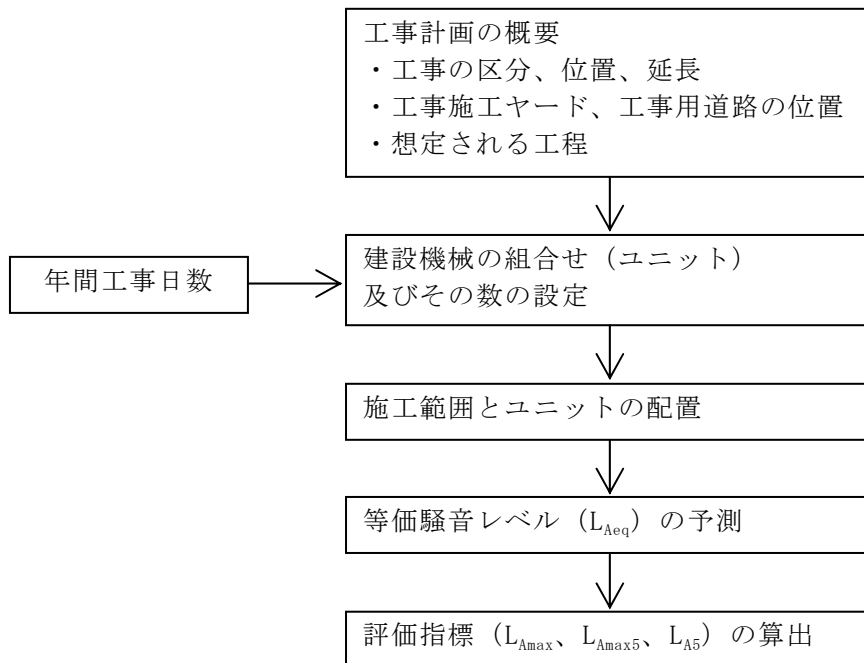 工事計画の概要
・工事の区分、位置、延長
・工事施工ヤード、工事用道路の位置
・想定される工程
年間工事日数
建設機械の組合せ（ユニット）
及びその数の設定
施工範囲とユニットの配置
等価騒音レベル（LAeq）の予測
評価指標（LAmax、LAmax5、LA5）の算出